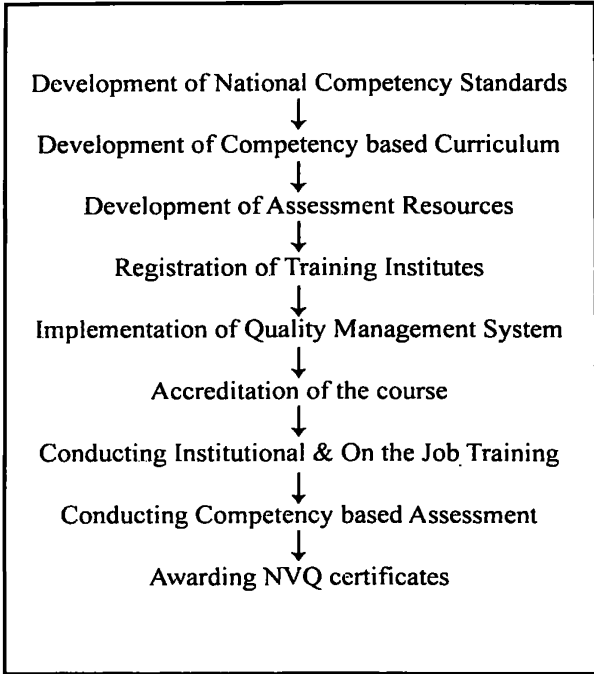 Development of National Competency Standards
↓
Development of Competency based Curriculum
↓
Development of Assessment Resources
↓
Registration of Training Institutes
↓
Implementation of Quality Management System
↓
Accreditation of the course
↓
Conducting Institutional & On the Job Training
↓
Conducting Competency based Assessment
↓
Awarding NVQ certificates